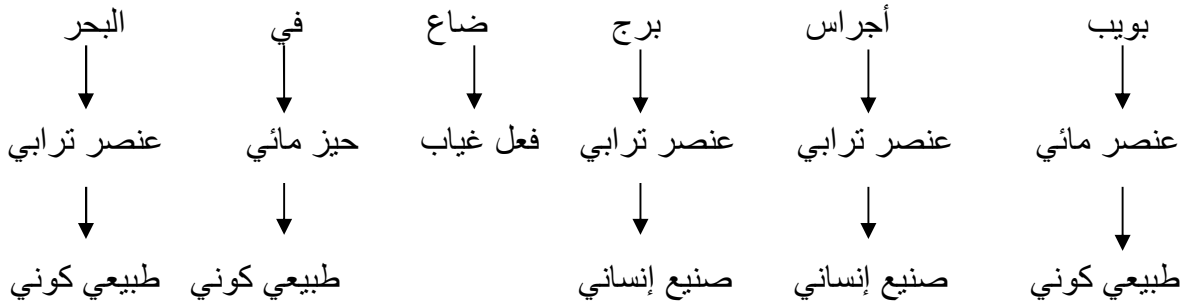 بويب أجراس برج ضاع في البحر
عنصر مائي عنصر ترابي عنصر ترابي فعل غياب حيز مائي عنصر ترابي
طبيعي كوني صنيع إنساني صنيع إنساني طبيعي كوني طبيعي كوني